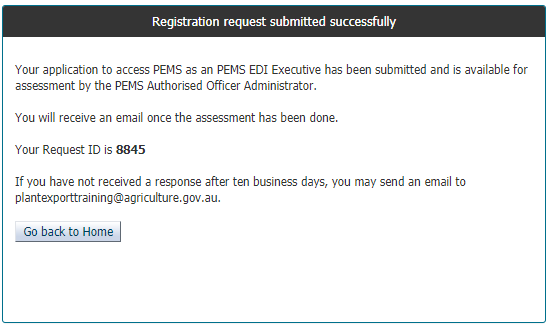 Registration request submitted successfully
Your application to access PEMS as an PEMS EDI Executive has been submitted and is available for
assessment by the PEMS Authorised Officer Administrator.
You will receive an email once the assessment has been done.
Your Request ID is 8845
If you have not received a response after ten business days, you may send an email to
plantexporttraining@agriculture.gov.au.
Go back to Home